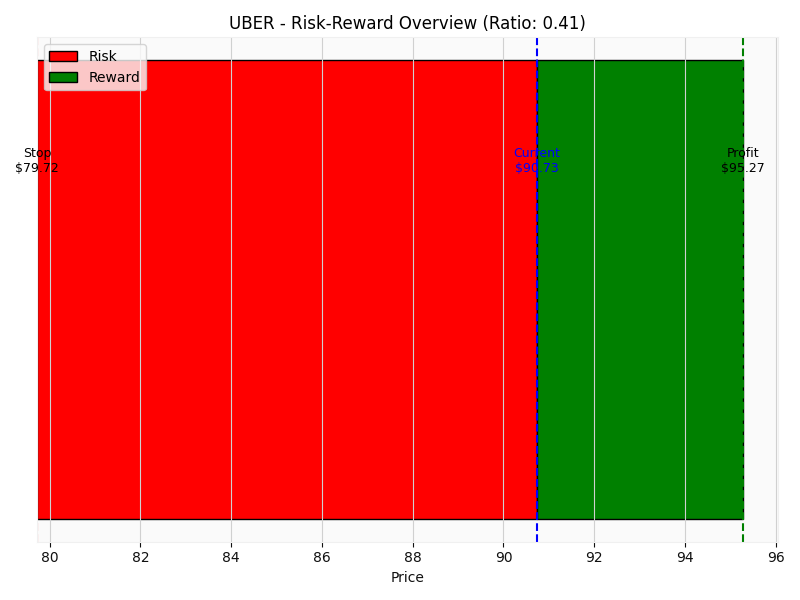 UBER - Risk-Reward Overview (Ratio: 0.41)
Risk
Reward
Stop
$79.72
Current
$90.73
Profit
$95.27
80 82 84 86 88 90 92 94 96
Price